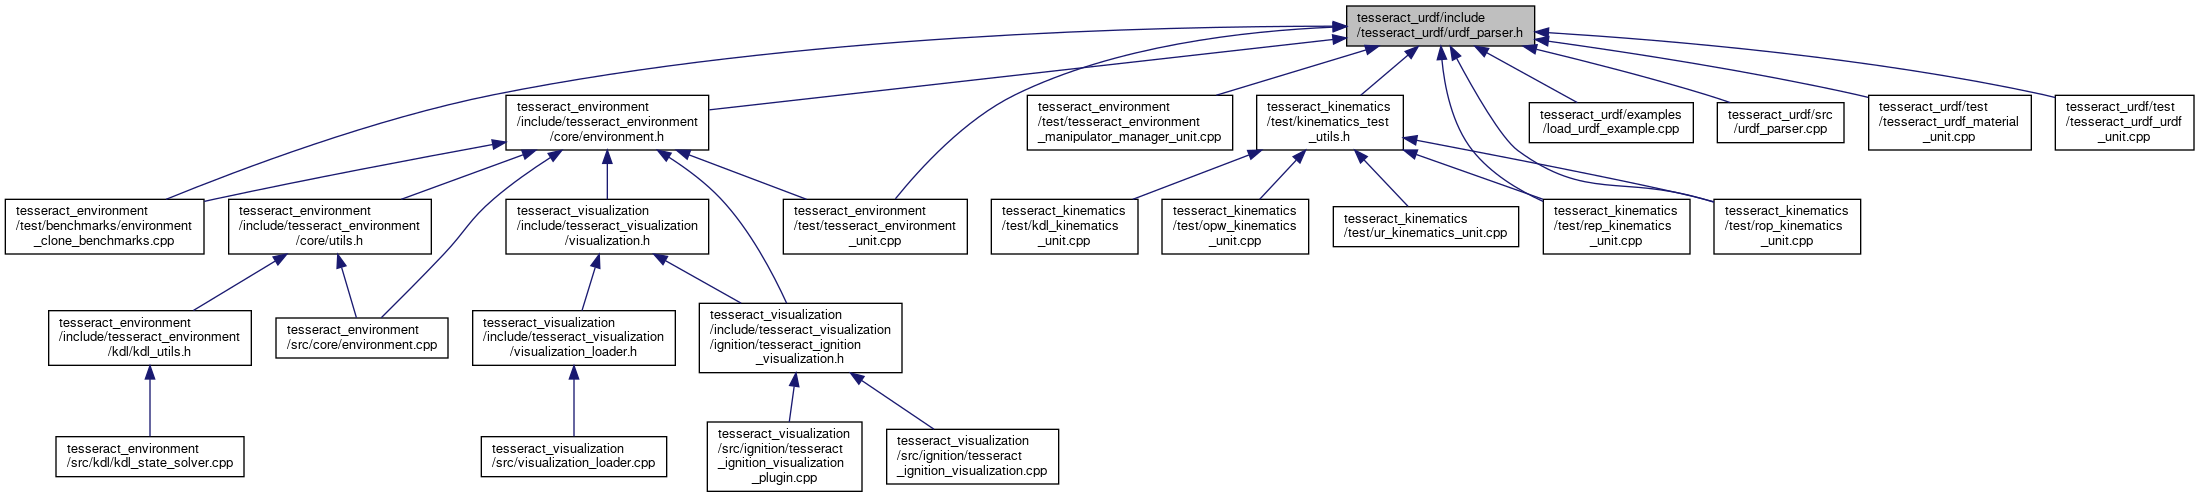 tesseract_urdf/include
/tesseract_urdf/urdf_parser.h
tesseract_environment
/include/tesseract_environment
/core/environment.h
tesseract_environment
/test/tesseract_environment
_manipulator_manager_unit.cpp
tesseract_kinematics
/test/kinematics_test
_utils.h
tesseract_urdf/examples
/load_urdf_example.cpp
tesseract_urdf/src
/urdf_parser.cpp
tesseract_urdf/test
/tesseract_urdf_material
_unit.cpp
tesseract_urdf/test
/tesseract_urdf_urdf
_unit.cpp
tesseract_environment
/test/benchmarks/environment
_clone_benchmarks.cpp
tesseract_environment
/include/tesseract_environment
/core/utils.h
tesseract_visualization
/include/tesseract_visualization
/visualization.h
tesseract_environment
/test/tesseract_environment
_unit.cpp
tesseract_kinematics
/test/kdl_kinematics
_unit.cpp
tesseract_kinematics
/test/opw_kinematics
_unit.cpp
tesseract_kinematics
/test/ur_kinematics_unit.cpp
tesseract_kinematics
/test/rep_kinematics
_unit.cpp
tesseract_kinematics
/test/rop_kinematics
_unit.cpp
tesseract_environment
/include/tesseract_environment
/kdl/kdl_utils.h
tesseract_environment
/src/core/environment.cpp
tesseract_visualization
/include/tesseract_visualization
/visualization_loader.h
tesseract_visualization
/include/tesseract_visualization
/ignition/tesseract_ignition
_visualization.h
tesseract_environment
/src/kdl/kdl_state_solver.cpp
tesseract_visualization
/src/visualization_loader.cpp
tesseract_visualization
/src/ignition/tesseract
_ignition_visualization
_plugin.cpp
tesseract_visualization
/src/ignition/tesseract
_ignition_visualization.cpp